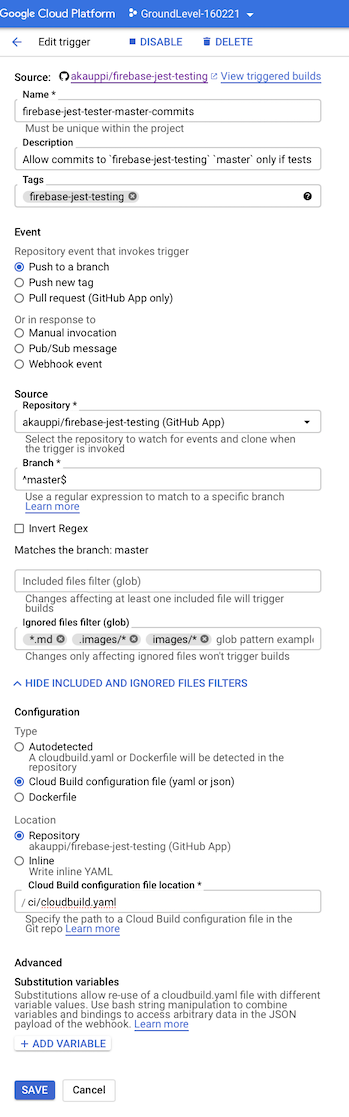 Google Cloud Platform GroundLevel-160221
Edit trigger DISABLE DELETE
Source: akauppi/firebase-jest-testing View triggered builds
Name *
firebase-jest-tester-master-commits
Must be unique within the project
Description
Allow commits to `firebase-jest-testing` `master` only if tests
Tags
firebase-jest-testing
Event
Repository event that invokes trigger
Push to a branch
Push new tag
Pull request (GitHub App only)
Or in response to
Manual invocation
Pub/Sub message
Webhook event
Source
Repository *
akauppi/firebase-jest-testing (GitHub App)
Select the repository to watch for events and clone when
the trigger is invoked
Branch *
^master$
Use a regular expression to match to a specific branch
Learn more
Invert Regex
Matches the branch: master
Included files filter (glob)
Changes affecting at least one included file will trigger
builds
Ignored files filter (glob)
*.md .images/* images/* glob pattern example
Changes only affecting ignored files won't trigger builds
HIDE INCLUDED AND IGNORED FILES FILTERS
Configuration
Type
Autodetected
A cloudbuild.yaml or Dockerfile will be detected in the
repository
Cloud Build configuration file (yaml or json)
Dockerfile
Location
Repository
akauppi/firebase-jest-testing (GitHub App)
Inline
Write inline YAML
Cloud Build configuration file location *
/ ci/cloudbuild.yaml
Specify the path to a Cloud Build configuration file in the
Git repo Learn more
Advanced
Substitution variables
Substitutions allow re-use of a cloudbuild.yaml file with different
variable values. Use bash string manipulation to combine
variables and bindings to access arbitrary data in the JSON
payload of the webhook. Learn more
+ ADD VARIABLE
SAVE Cancel